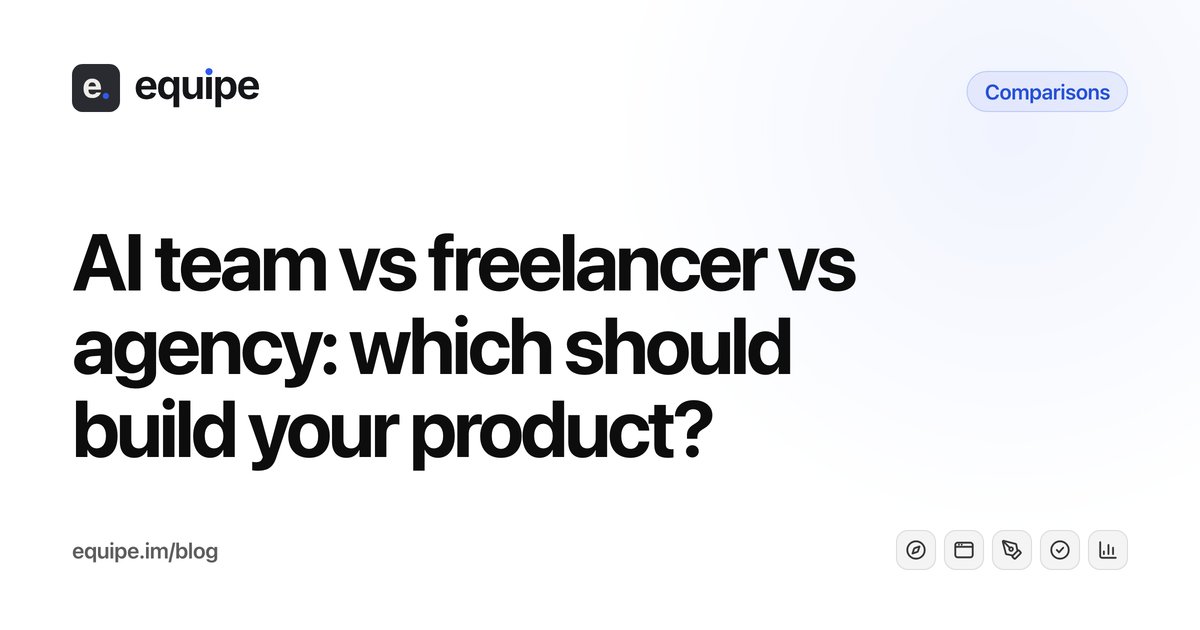 e. equipe
Comparisons
AI team vs freelancer vs
agency: which should
build your product?
equipe.im/blog